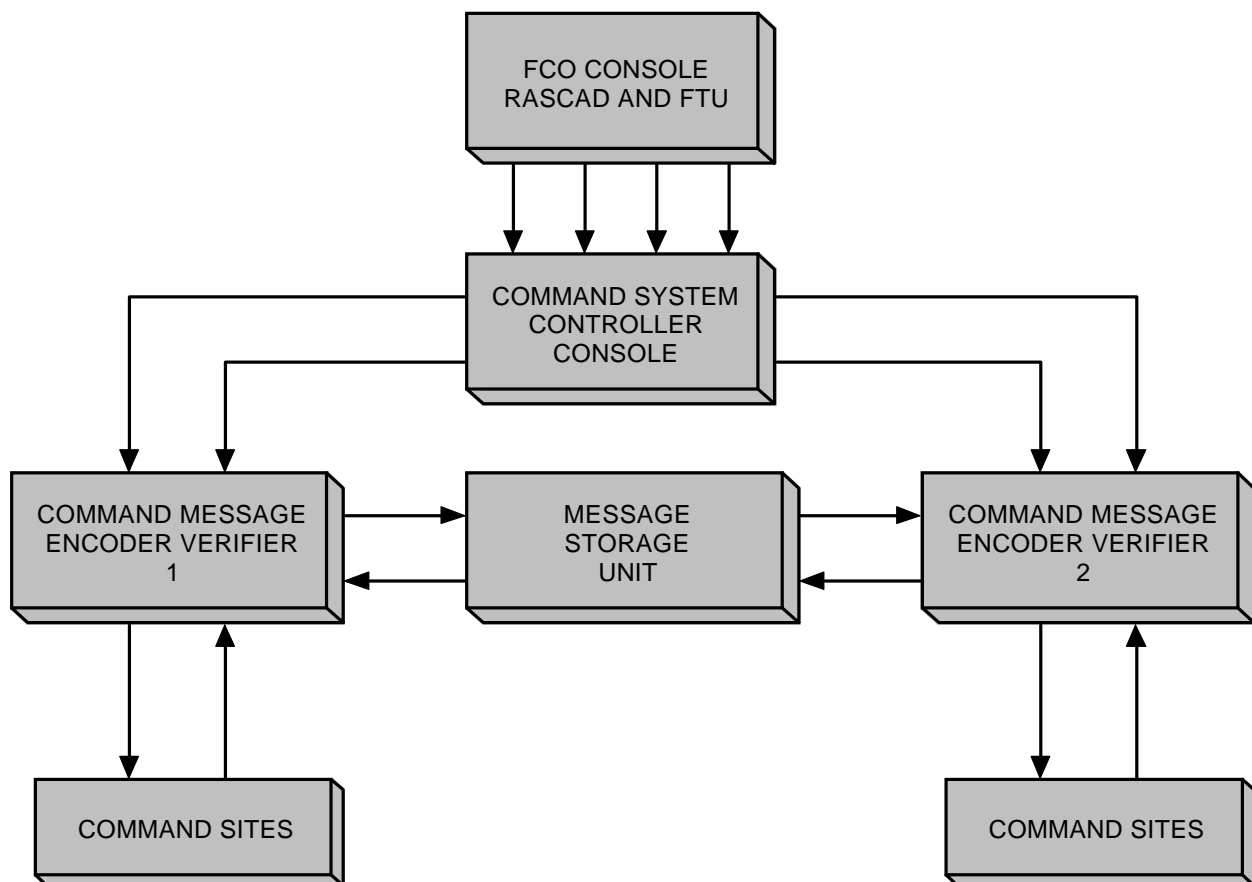 FCO CONSOLE
RASCAD AND FTU
COMMAND SYSTEM
CONTROLLER
CONSOLE
COMMAND MESSAGE
ENCODER VERIFIER
1
MESSAGE
STORAGE
UNIT
COMMAND MESSAGE
ENCODER VERIFIER
2
COMMAND SITES
COMMAND SITES